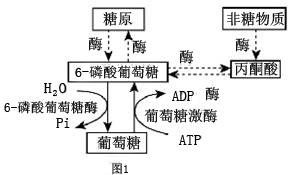 糖原
非糖物质
酶
酶
酶
6-磷酸葡萄糖
丙酮酸
酶
H₂O
6-磷酸葡萄糖酶
Pi
ADP
葡萄糖激酶
ATP
葡萄糖
图1